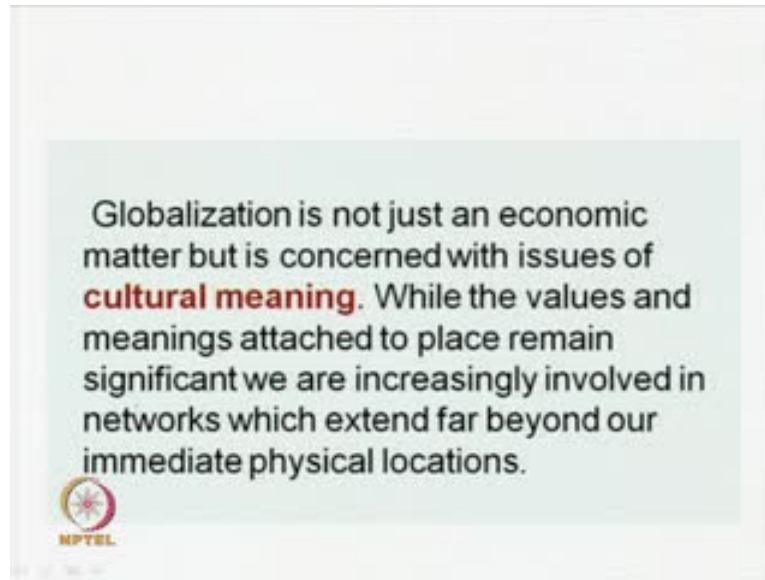 Globalization is not just an economic
matter but is concerned with issues of
cultural meaning. While the values and
meanings attached to place remain
significant we are increasingly involved in
networks which extend far beyond our
immediate physical locations.
NPTEL